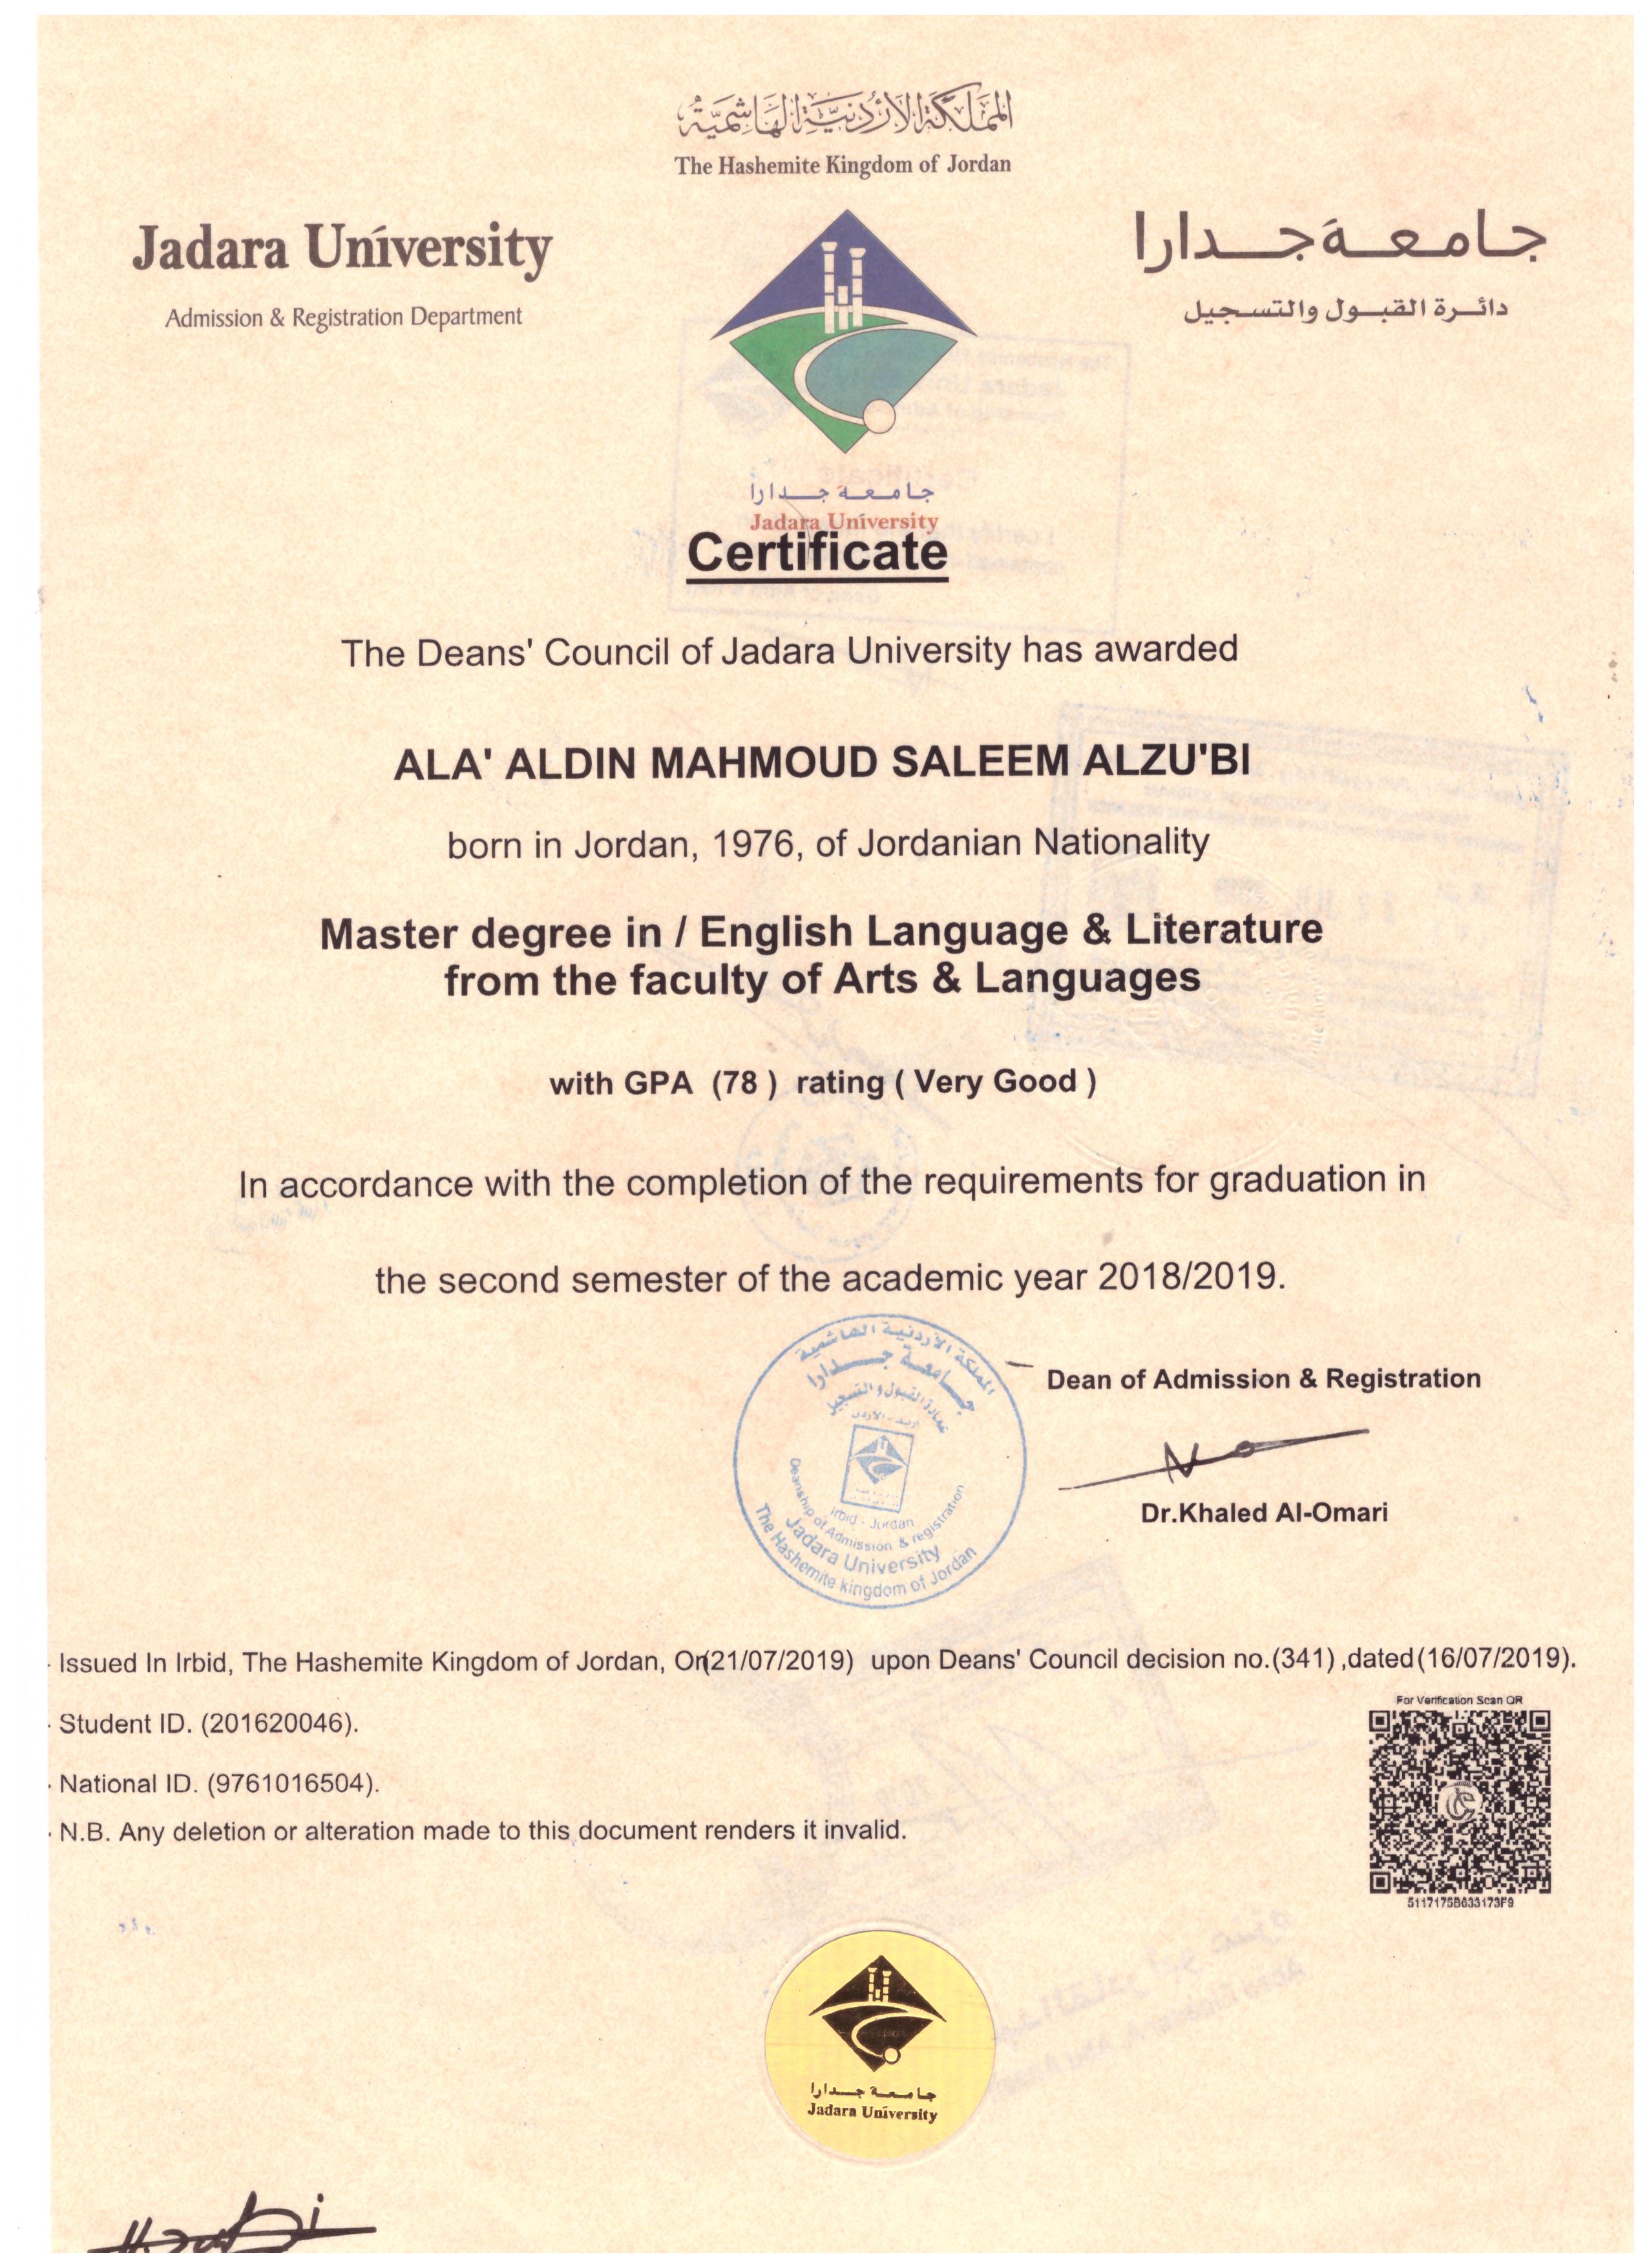 المملكة الأردنية الهاشمية
The Hashemite Kingdom of Jordan
Jadara University
جامعة جدارا
Admission & Registration Department
دائرة القبول والتسجيل
جامعة جدارا
Jadara University
Certificate
The Deans' Council of Jadara University has awarded
ALA' ALDIN MAHMOUD SALEEM ALZU'BI
born in Jordan, 1976, of Jordanian Nationality
Master degree in / English Language & Literature
from the faculty of Arts & Languages
with GPA (78 ) rating ( Very Good )
In accordance with the completion of the requirements for graduation in
the second semester of the academic year 2018/2019.
المملكة الأردنية الهاشمية
جامعة جدارا
عمادة القبول والتسجيل
Irbid - Jordan
Deanship of Admission & registration
Jadara University
The Hashemite kingdom of Jordan
Dean of Admission & Registration
Dr.Khaled Al-Omari
· Issued In Irbid, The Hashemite Kingdom of Jordan, On(21/07/2019) upon Deans' Council decision no.(341) ,dated(16/07/2019).
For Verification Scan QR
· Student ID. (201620046).
· National ID. (9761016504).
· N.B. Any deletion or alteration made to this document renders it invalid.
5117175B633173F9
جامعة جدارا
Jadara University